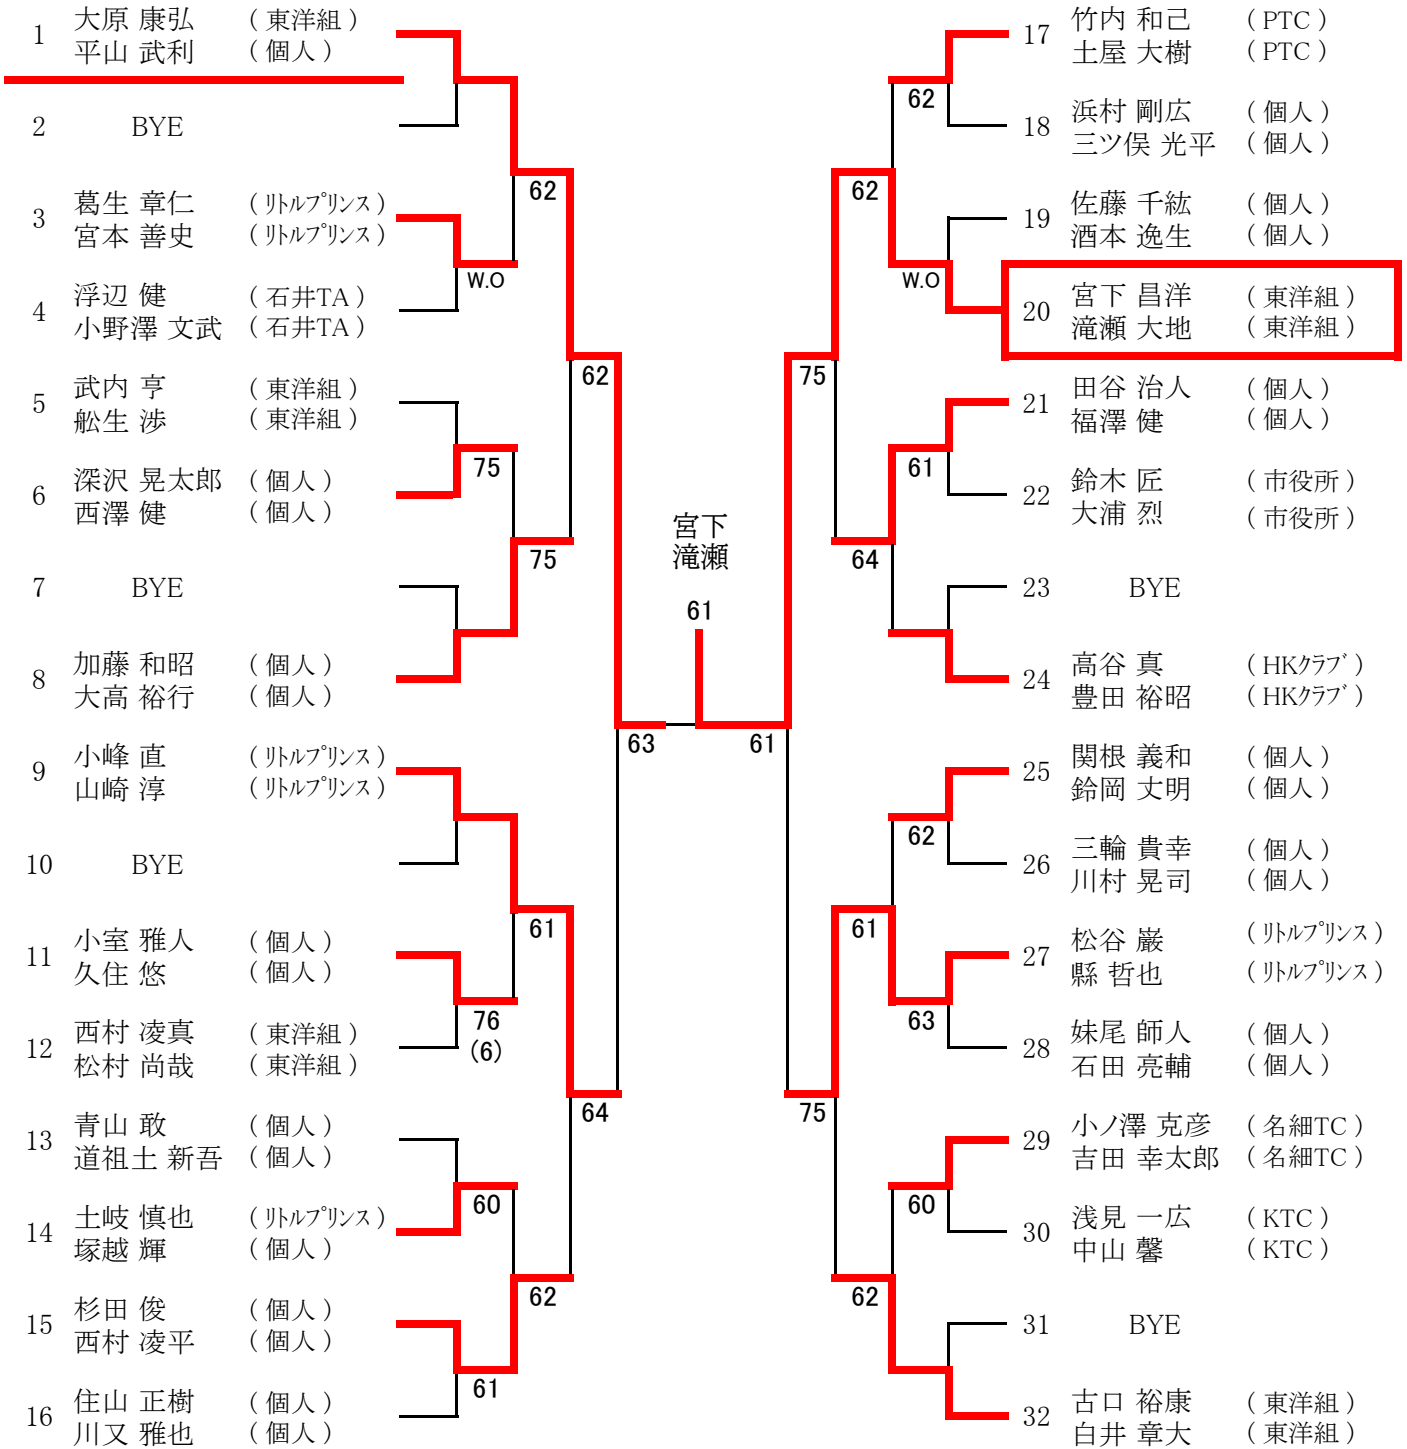 1 大原 康弘 ( 東洋組 )
平山 武利 ( 個人 )
2 BYE
3 葛生 章仁 ( ﾘﾄﾙﾌﾟﾘﾝｽ )
宮本 善史 ( ﾘﾄﾙﾌﾟﾘﾝｽ )
4 浮辺 健 ( 石井TA )
小野澤 文武 ( 石井TA )
5 武内 亨 ( 東洋組 )
舩生 渉 ( 東洋組 )
6 深沢 晃太郎 ( 個人 )
西澤 健 ( 個人 )
7 BYE
8 加藤 和昭 ( 個人 )
大高 裕行 ( 個人 )
9 小峰 直 ( ﾘﾄﾙﾌﾟﾘﾝｽ )
山崎 淳 ( ﾘﾄﾙﾌﾟﾘﾝｽ )
10 BYE
11 小室 雅人 ( 個人 )
久住 悠 ( 個人 )
12 西村 凌真 ( 東洋組 )
松村 尚哉 ( 東洋組 )
13 青山 敢 ( 個人 )
道祖土 新吾 ( 個人 )
14 土岐 慎也 ( ﾘﾄﾙﾌﾟﾘﾝｽ )
塚越 輝 ( 個人 )
15 杉田 俊 ( 個人 )
西村 凌平 ( 個人 )
16 住山 正樹 ( 個人 )
川又 雅也 ( 個人 )
W.O
75
76
(6)
60
61
62
75
61
62
62
64
63
宮下
滝瀬
61
61
75
75
62
64
61
62
62
W.O
61
62
63
60
17 竹内 和己 ( PTC )
土屋 大樹 ( PTC )
18 浜村 剛広 ( 個人 )
三ツ俣 光平 ( 個人 )
19 佐藤 千紘 ( 個人 )
酒本 逸生 ( 個人 )
20 宮下 昌洋 ( 東洋組 )
滝瀬 大地 ( 東洋組 )
21 田谷 治人 ( 個人 )
福澤 健 ( 個人 )
22 鈴木 匠 ( 市役所 )
大浦 烈 ( 市役所 )
23 BYE
24 高谷 真 ( HKｸﾗﾌﾞ )
豊田 裕昭 ( HKｸﾗﾌﾞ )
25 関根 義和 ( 個人 )
鈴岡 丈明 ( 個人 )
26 三輪 貴幸 ( 個人 )
川村 晃司 ( 個人 )
27 松谷 巌 ( ﾘﾄﾙﾌﾟﾘﾝｽ )
縣 哲也 ( ﾘﾄﾙﾌﾟﾘﾝｽ )
28 妹尾 師人 ( 個人 )
石田 亮輔 ( 個人 )
29 小ノ澤 克彦 ( 名細TC )
吉田 幸太郎 ( 名細TC )
30 浅見 一広 ( KTC )
中山 馨 ( KTC )
31 BYE
32 古口 裕康 ( 東洋組 )
白井 章大 ( 東洋組 )